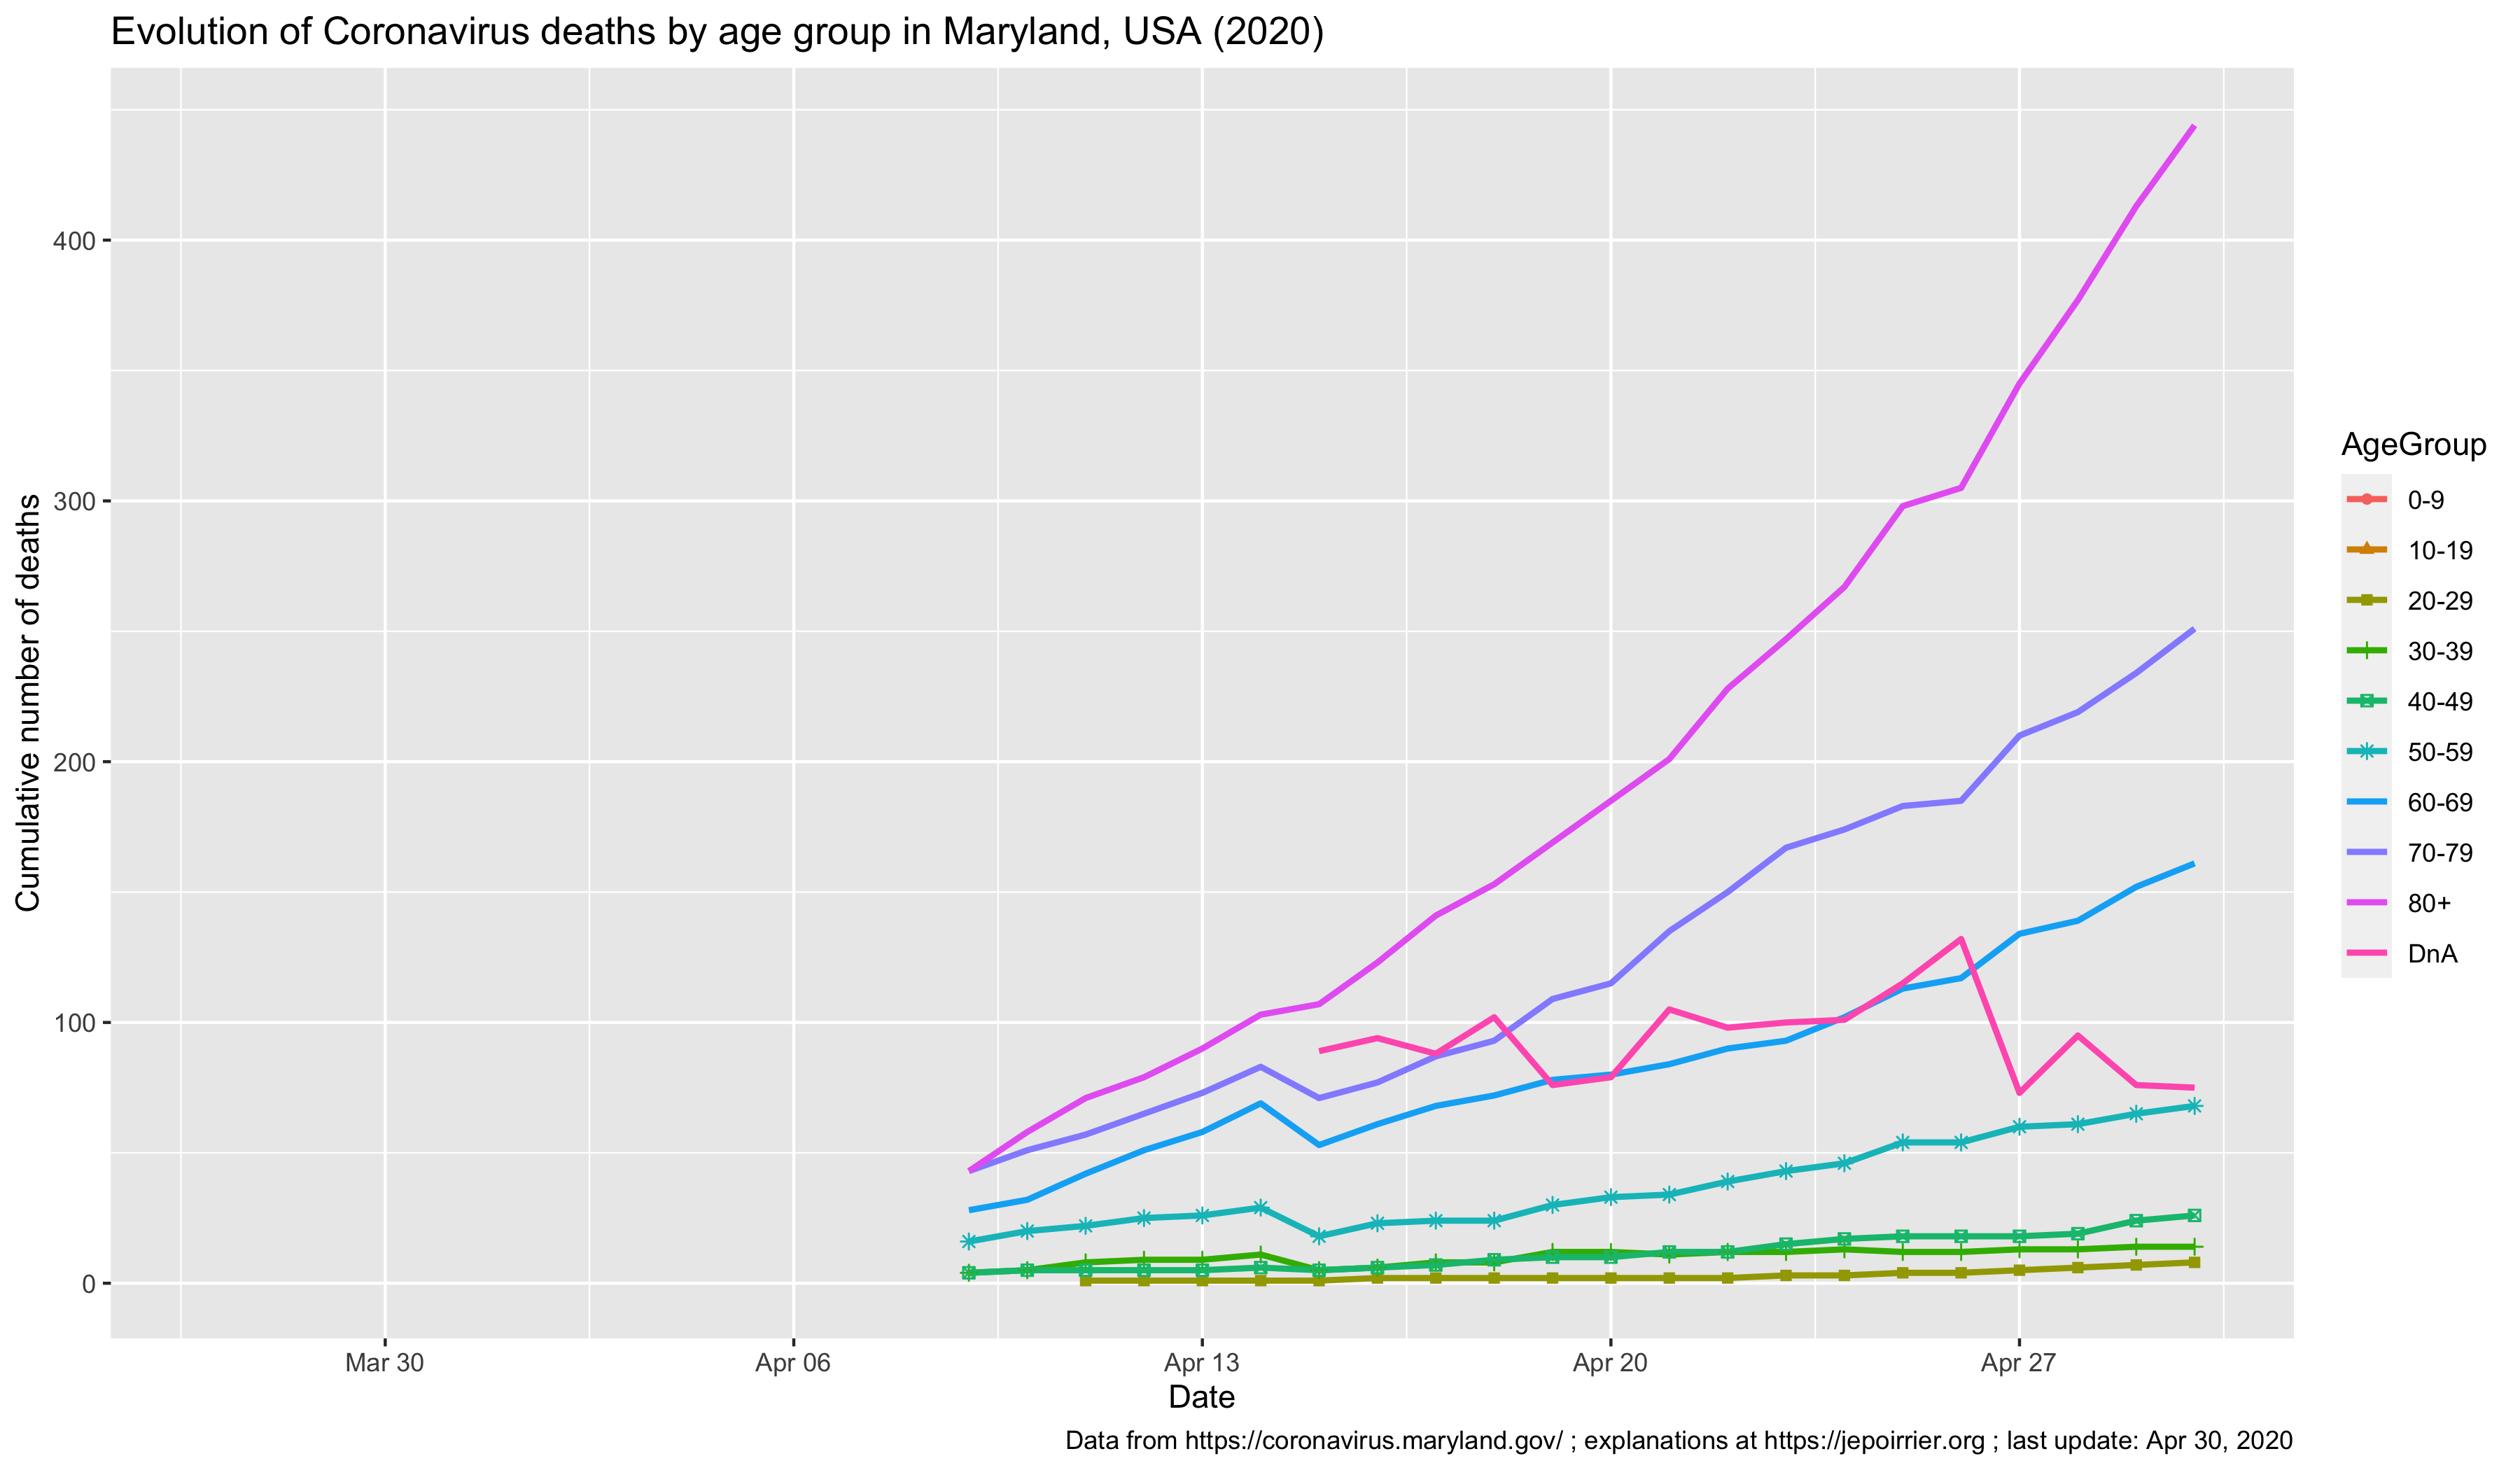 Evolution of Coronavirus deaths by age group in Maryland, USA (2020)
Cumulative number of deaths
400
300
200
100
0
Mar 30
Apr 06
Apr 13
Apr 20
Apr 27
Date
AgeGroup
0-9
10-19
20-29
30-39
40-49
50-59
60-69
70-79
80+
DnA
Data from https://coronavirus.maryland.gov/ ; explanations at https://jepoirrier.org ; last update: Apr 30, 2020